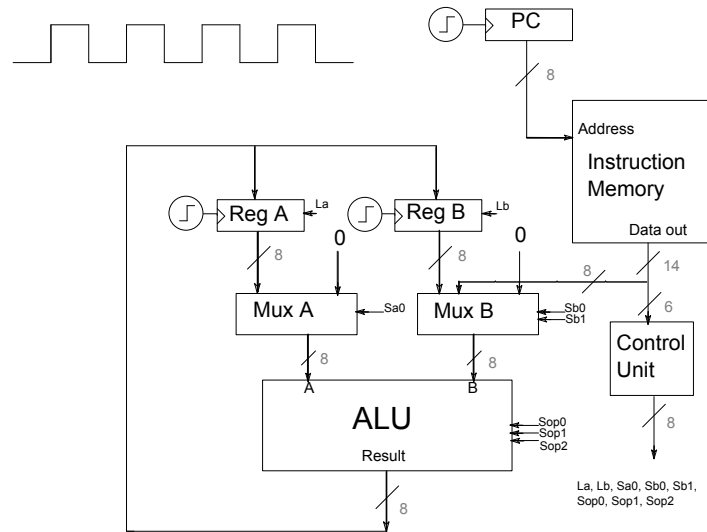 PC
8
Address
Instruction
Memory
Data out
14
Reg A
La
Reg B
Lb
8
0
8
0
8
6
Mux A
Sa0
Mux B
Sb0
Sb1
Control
Unit
8
8
8
A
B
ALU
Sop0
Sop1
Sop2
Result
8
La, Lb, Sa0, Sb0, Sb1,
Sop0, Sop1, Sop2